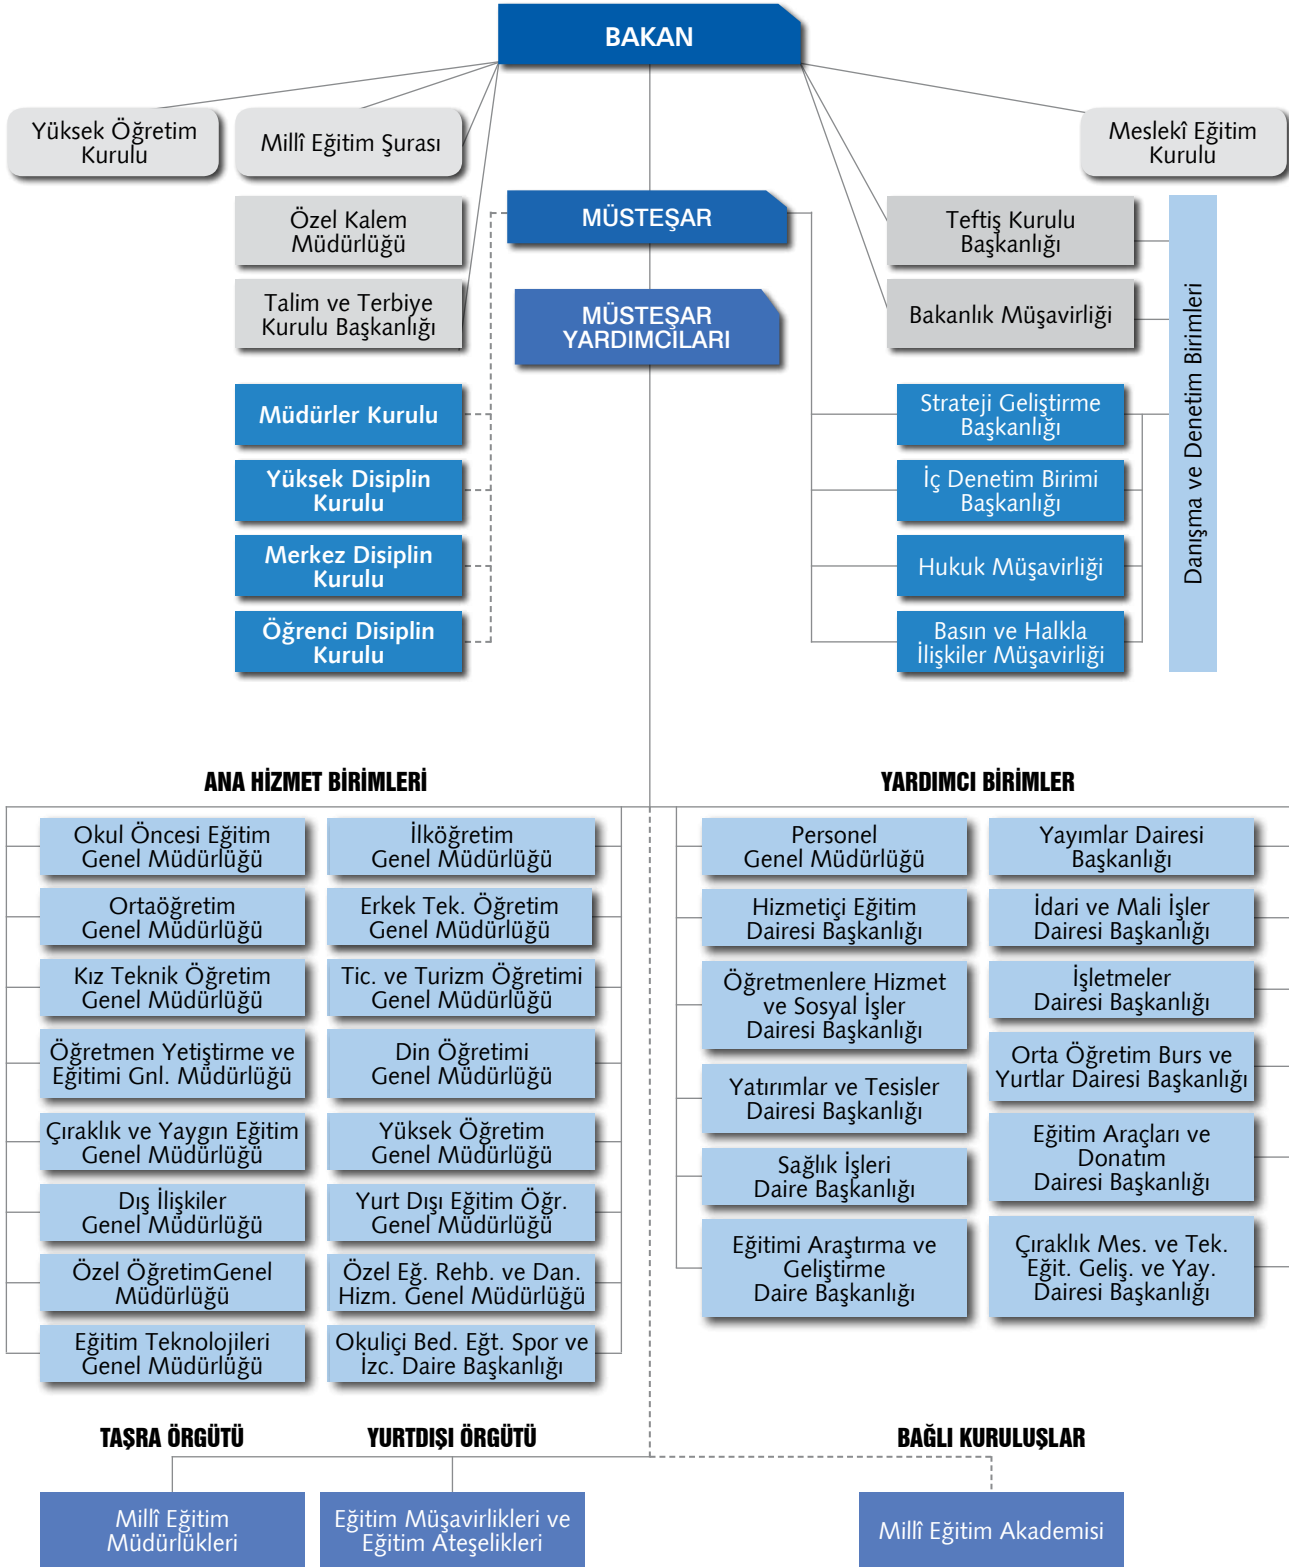 BAKAN
Yüksek Öğretim
Kurulu
Millî Eğitim Şurası
Meslekî Eğitim
Kurulu
Özel Kalem
Müdürlüğü
MÜSTEŞAR
Teftiş Kurulu
Başkanlığı
Talim ve Terbiye
Kurulu Başkanlığı
MÜSTEŞAR
YARDIMCILARI
Bakanlık Müşavirliği
Danışma ve Denetim Birimleri
Müdürler Kurulu
Yüksek Disiplin
Kurulu
Merkez Disiplin
Kurulu
Öğrenci Disiplin
Kurulu
Strateji Geliştirme
Başkanlığı
İç Denetim Birimi
Başkanlığı
Hukuk Müşavirliği
Basın ve Halkla
İlişkiler Müşavirliği
ANA HİZMET BİRİMLERİ
Okul Öncesi Eğitim
Genel Müdürlüğü
Ortaöğretim
Genel Müdürlüğü
Kız Teknik Öğretim
Genel Müdürlüğü
Öğretmen Yetiştirme ve
Eğitimi Gnl. Müdürlüğü
Çıraklık ve Yaygın Eğitim
Genel Müdürlüğü
Dış İlişkiler
Genel Müdürlüğü
Özel ÖğretimGenel
Müdürlüğü
Eğitim Teknolojileri
Genel Müdürlüğü
İlköğretim
Genel Müdürlüğü
Erkek Tek. Öğretim
Genel Müdürlüğü
Tic. ve Turizm Öğretimi
Genel Müdürlüğü
Din Öğretimi
Genel Müdürlüğü
Yüksek Öğretim
Genel Müdürlüğü
Yurt Dışı Eğitim Öğr.
Genel Müdürlüğü
Özel Eğ. Rehb. ve Dan.
Hizm. Genel Müdürlüğü
Okuliçi Bed. Eğt. Spor ve
İzc. Daire Başkanlığı
YARDIMCI BİRİMLER
Personel
Genel Müdürlüğü
Hizmetiçi Eğitim
Dairesi Başkanlığı
Öğretmenlere Hizmet
ve Sosyal İşler
Dairesi Başkanlığı
Yatırımlar ve Tesisler
Dairesi Başkanlığı
Sağlık İşleri
Daire Başkanlığı
Eğitimi Araştırma ve
Geliştirme
Daire Başkanlığı
Yayımlar Dairesi
Başkanlığı
İdari ve Mali İşler
Dairesi Başkanlığı
İşletmeler
Dairesi Başkanlığı
Orta Öğretim Burs ve
Yurtlar Dairesi Başkanlığı
Eğitim Araçları ve
Donatım
Dairesi Başkanlığı
Çıraklık Mes. ve Tek.
Eğit. Geliş. ve Yay.
Dairesi Başkanlığı
TAŞRA ÖRGÜTÜ
Millî Eğitim
Müdürlükleri
YURTDIŞI ÖRGÜTÜ
Eğitim Müşavirlikleri ve
Eğitim Ateşelikleri
BAĞLI KURULUŞLAR
Millî Eğitim Akademisi